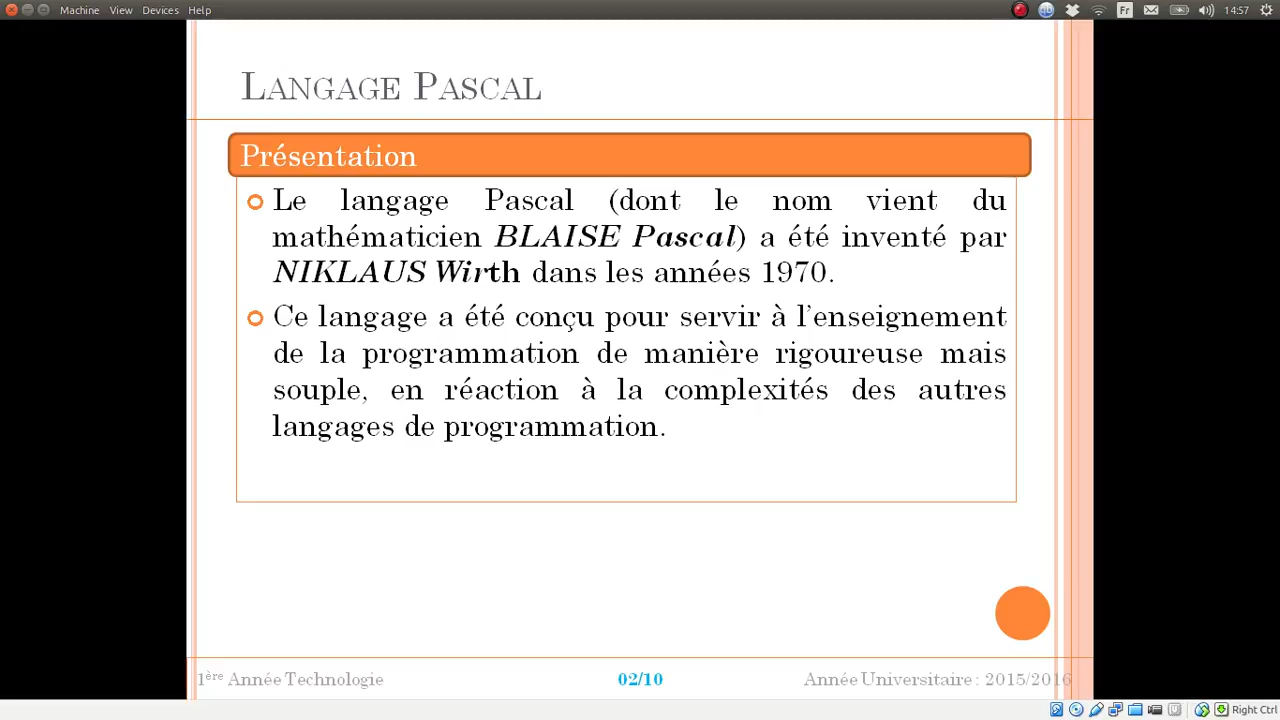 Machine View Devices Help Fr 14:57
LANGAGE PASCAL
Présentation
Le langage Pascal (dont le nom vient du
mathématicien BLAISE Pascal) a été inventé par
NIKLAUS Wirth dans les années 1970.
Ce langage a été conçu pour servir à l'enseignement
de la programmation de manière rigoureuse mais
souple, en réaction à la complexités des autres
langages de programmation.
1ère Année Technologie 02/10 Année Universitaire : 2015/2016
Right Ctrl